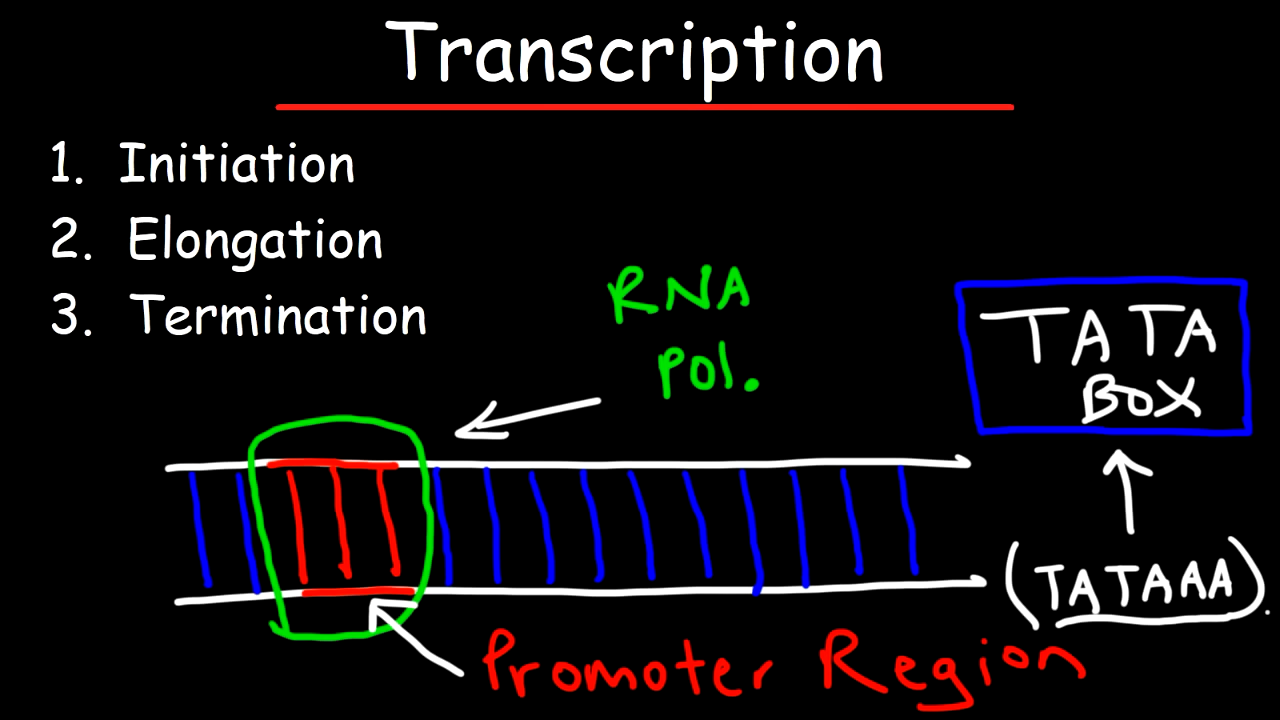 Transcription
1. Initiation
2. Elongation
3. Termination
RNA
Pol.
TATA
BOX
(TATAAA).
Promoter Region